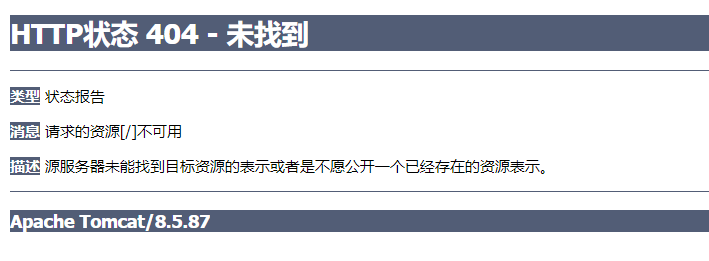 HTTP状态 404 - 未找到
类型 状态报告
消息 请求的资源[/]不可用
描述 源服务器未能找到目标资源的表示或者是不愿公开一个已经存在的资源表示。
Apache Tomcat/8.5.87